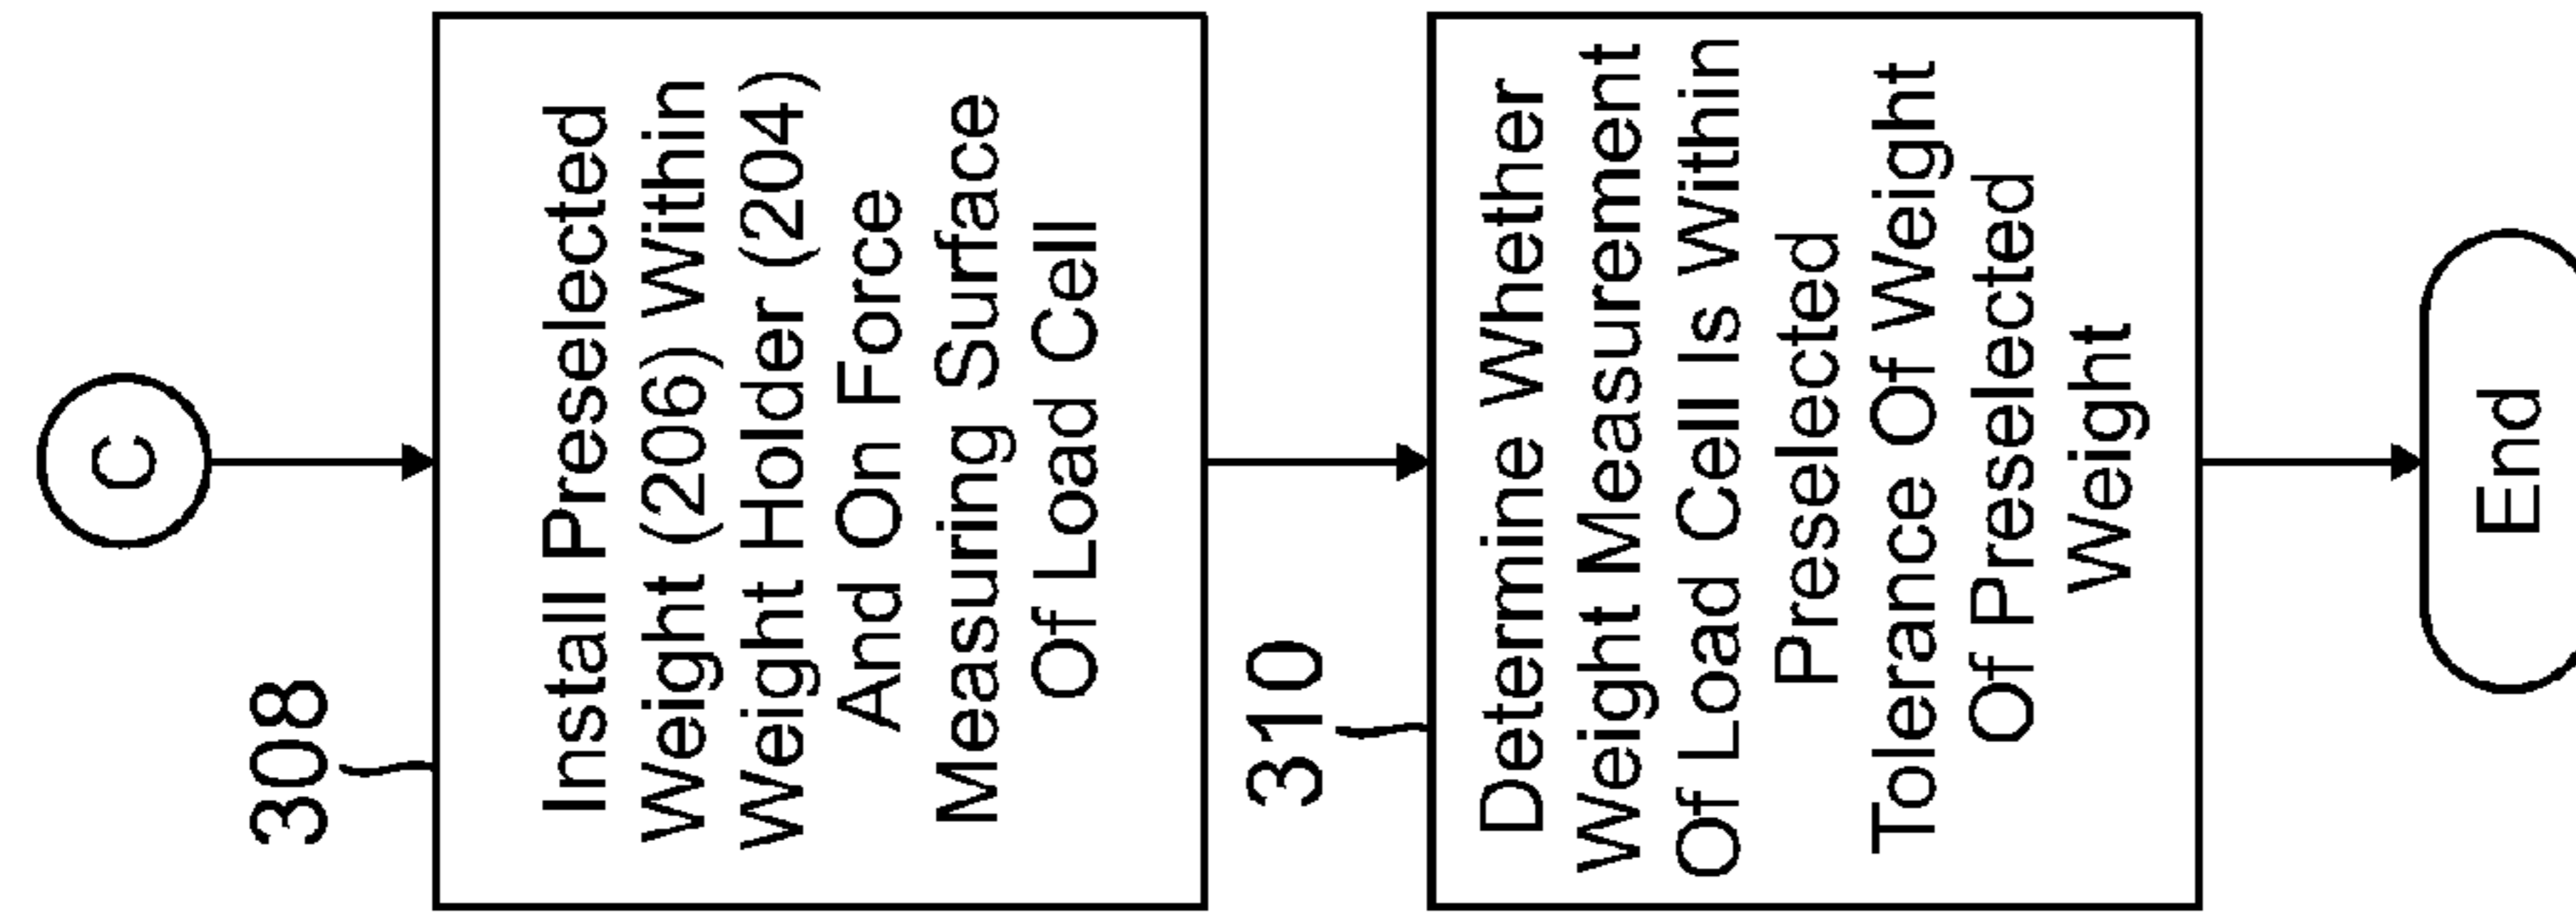 C
308
Install Preselected
Weight (206) Within
Weight Holder (204)
And On Force
Measuring Surface
Of Load Cell
310
Determine Whether
Weight Measurement
Of Load Cell Is Within
Preselected
Tolerance Of Weight
Of Preselected
Weight
End